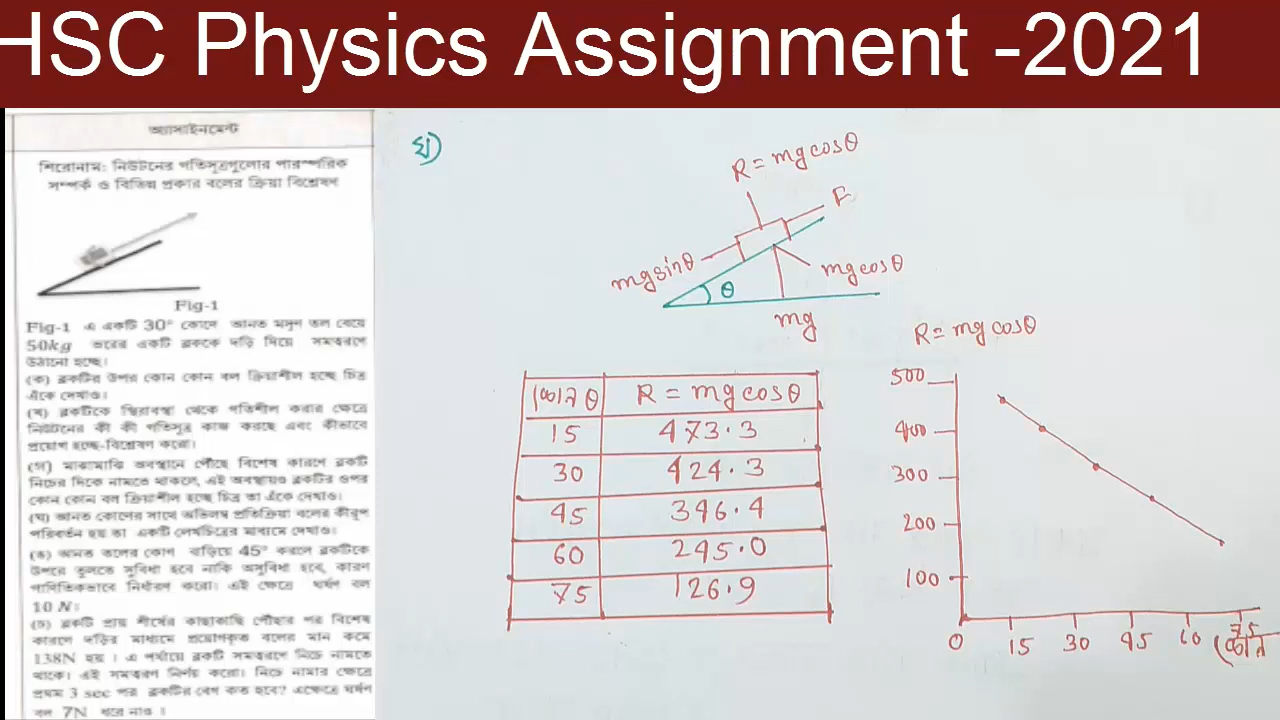 HSC Physics Assignment -2021
অ্যাসাইনমেন্ট
শিরোনাম: নিউটনের গতিসূত্রগুলোর পারস্পরিক
সম্পর্ক ও বিভিন্ন প্রকার বলের ক্রিয়া বিশ্লেষণ
Fig-1
Fig-1 এ একটি 30° কোণে আনত মসৃণ তল বেয়ে
50kg ভরের একটি ব্লককে দড়ি দিয়ে সমত্বরণে
উঠানো হচ্ছে।
(ক) ব্লকটির উপর কোন কোন বল ক্রিয়াশীল হচ্ছে চিত্র
এঁকে দেখাও।
(খ) ব্লকটিকে স্থিরাবস্থা থেকে গতিশীল করার ক্ষেত্রে
নিউটনের কী কী গতিসূত্র কাজ করছে এবং কীভাবে
প্রয়োগ হচ্ছে-বিশ্লেষণ করো।
(গ) মাঝামাঝি অবস্থানে পৌঁছে বিশেষ কারণে ব্লকটি
নিচের দিকে নামতে থাকলে, এই অবস্থায়ও ব্লকটির ওপর
কোন কোন বল ক্রিয়াশীল হচ্ছে চিত্র তা এঁকে দেখাও।
(ঘ) আনত কোণের সাথে অভিলম্ব প্রতিক্রিয়া বলের কীরূপ
পরিবর্তন হয় তা একটি লেখচিত্রের মাধ্যমে দেখাও।
(ঙ) আনত তলের কোণ বাড়িয়ে 45° করলে ব্লকটিকে
উপরে তুলতে সুবিধা হবে নাকি অসুবিধা হবে, কারণ
গাণিতিকভাবে নির্ধারণ করো। এই ক্ষেত্রে ঘর্ষণ বল
10 N।
(চ) ব্লকটি প্রায় শীর্ষের কাছাকাছি পৌঁছার পর বিশেষ
কারণে দড়ির মাধ্যমে প্রয়োগকৃত বলের মান কমে
138N হয়। এ পর্যায়ে ব্লকটি সমত্বরণে নিচে নামতে
থাকে। এই সমত্বরণ নির্ণয় করো। নিচে নামার ক্ষেত্রে
প্রথম 3 sec পর ব্লকটির বেগ কত হবে? এক্ষেত্রে ঘর্ষণ
বল 7N ধরে নাও।
ঘ)
R = mg cosθ
F
mg sinθ
θ
mg cosθ
mg
কোণ θ R = mg cosθ
15 473.3
30 424.3
45 346.4
60 245.0
75 126.9
R = mg cosθ
500
400
300
200
100
0 15 30 45 60 75
(কোণ